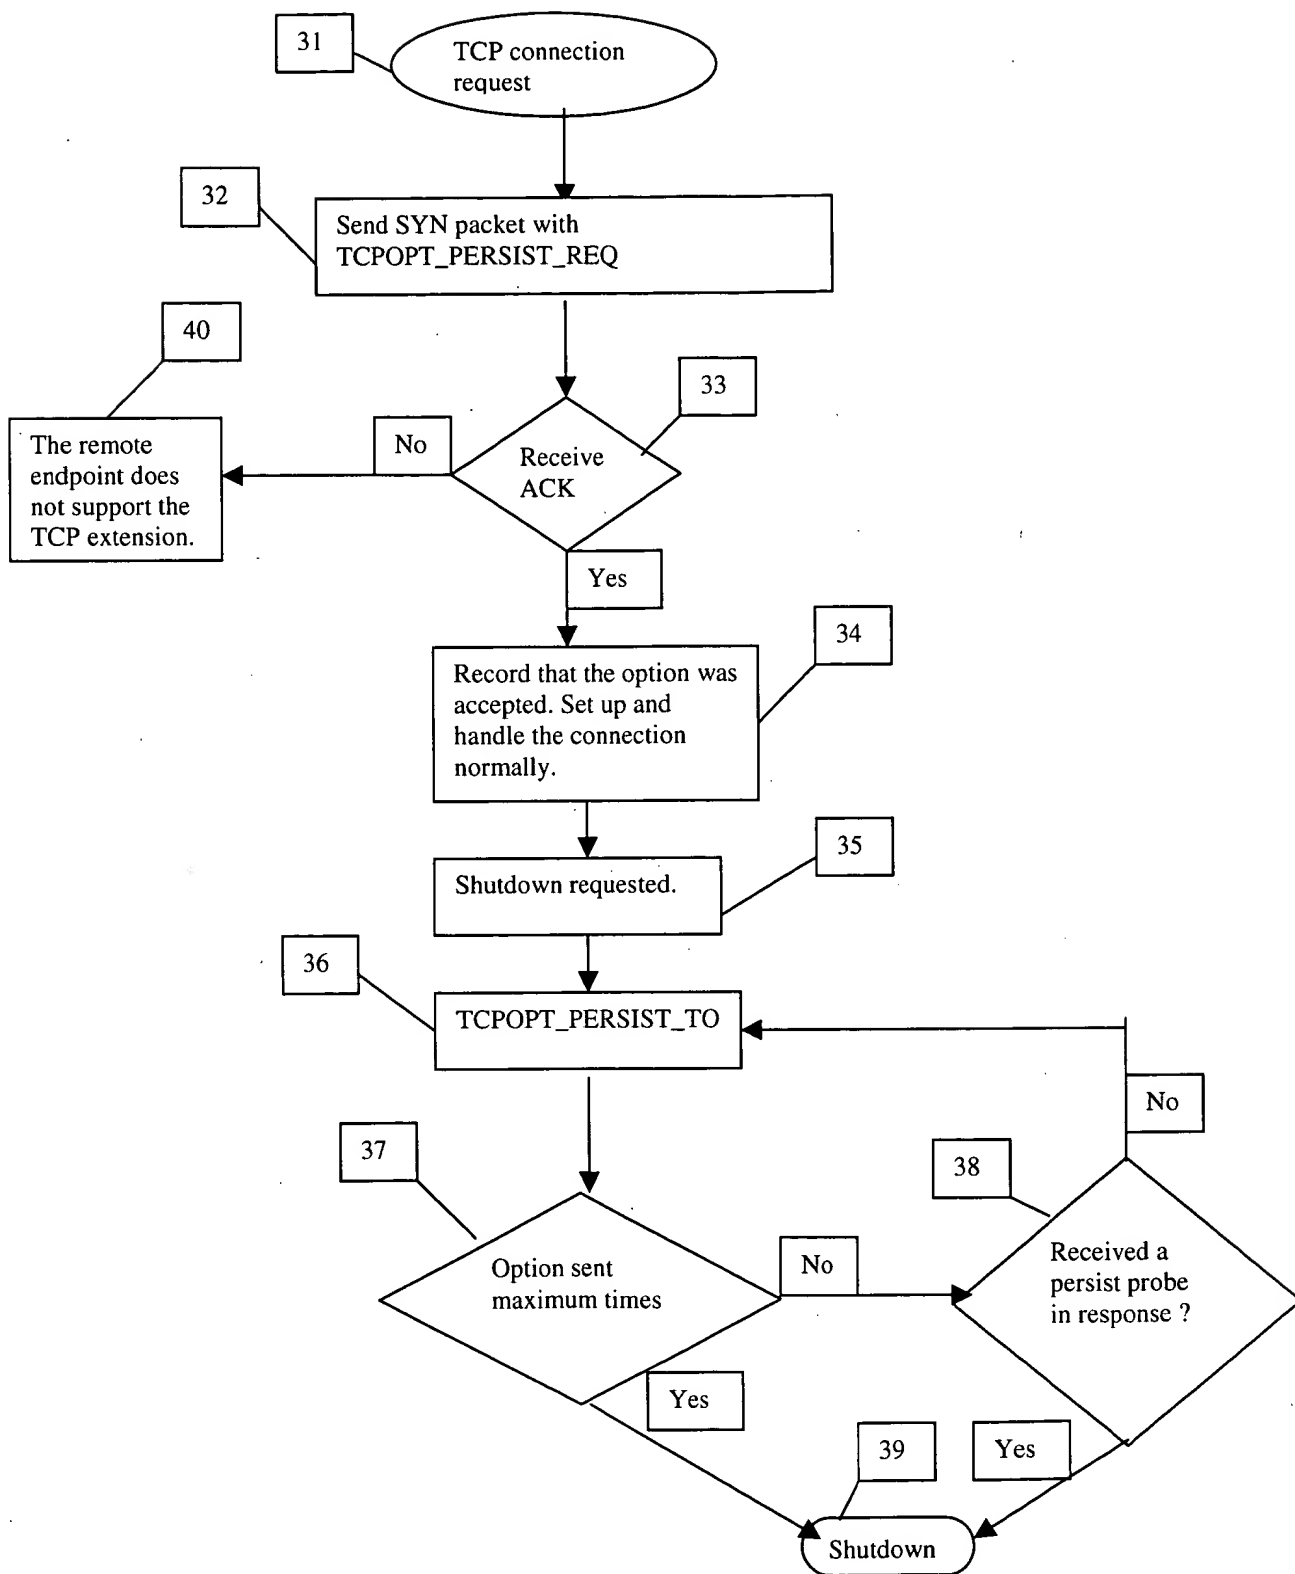 31
TCP connection
request
32
Send SYN packet with
TCPOPT_PERSIST_REQ
40
33
The remote
endpoint does
not support the
TCP extension.
No
Receive
ACK
Yes
34
Record that the option was
accepted. Set up and
handle the connection
normally.
35
Shutdown requested.
36
TCPOPT_PERSIST_TO
No
37
38
Option sent
maximum times
No
Received a
persist probe
in response ?
Yes
39
Yes
Shutdown